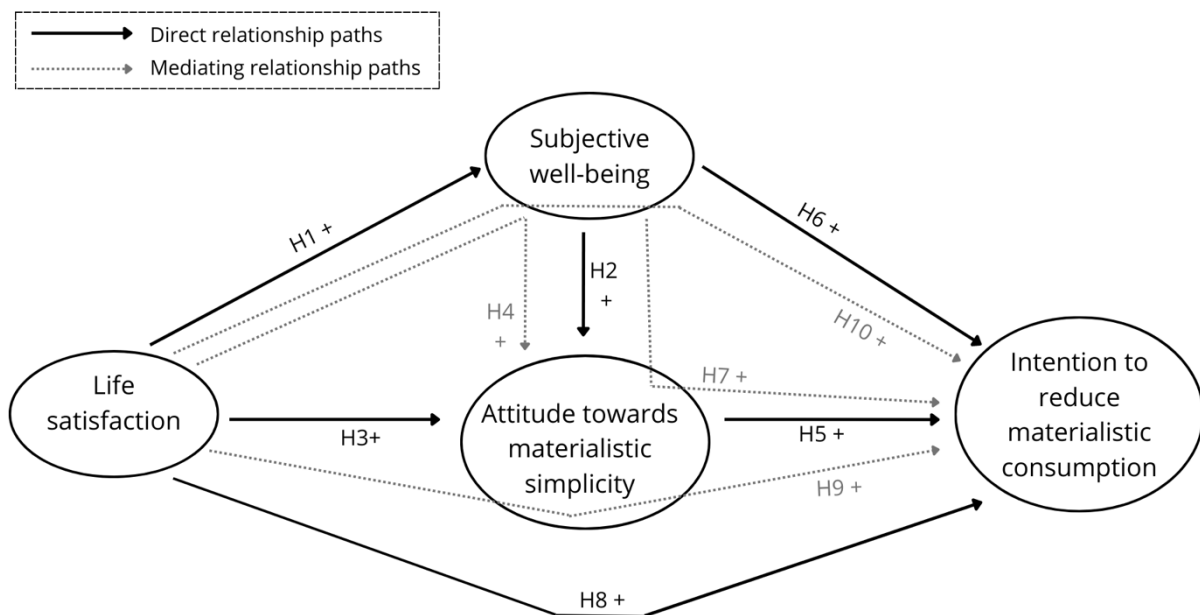 Direct relationship paths
Mediating relationship paths
Subjective
well-being
H1 +
H6 +
H2
+
H4
+
H10 +
Life
satisfaction
Intention to
reduce
materialistic
consumption
H7 +
Attitude towards
materialistic
simplicity
H3+
H5 +
H9 +
H8 +